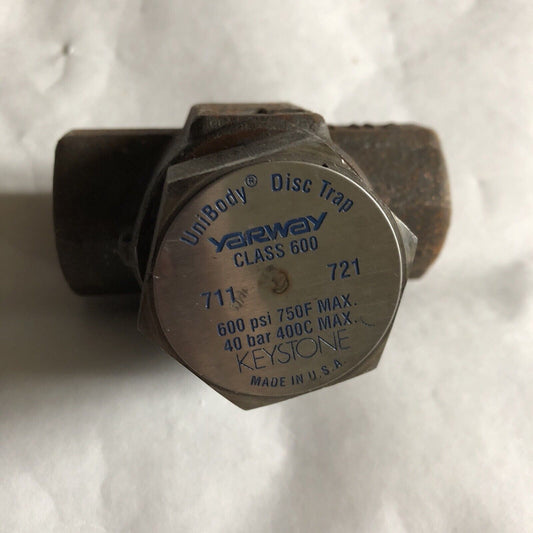 UniBody® Disc Trap
YARWAY
CLASS 600
711 721
600 psi 750F MAX.
40 bar 400C MAX.
KEYSTONE
MADE IN U.S.A.